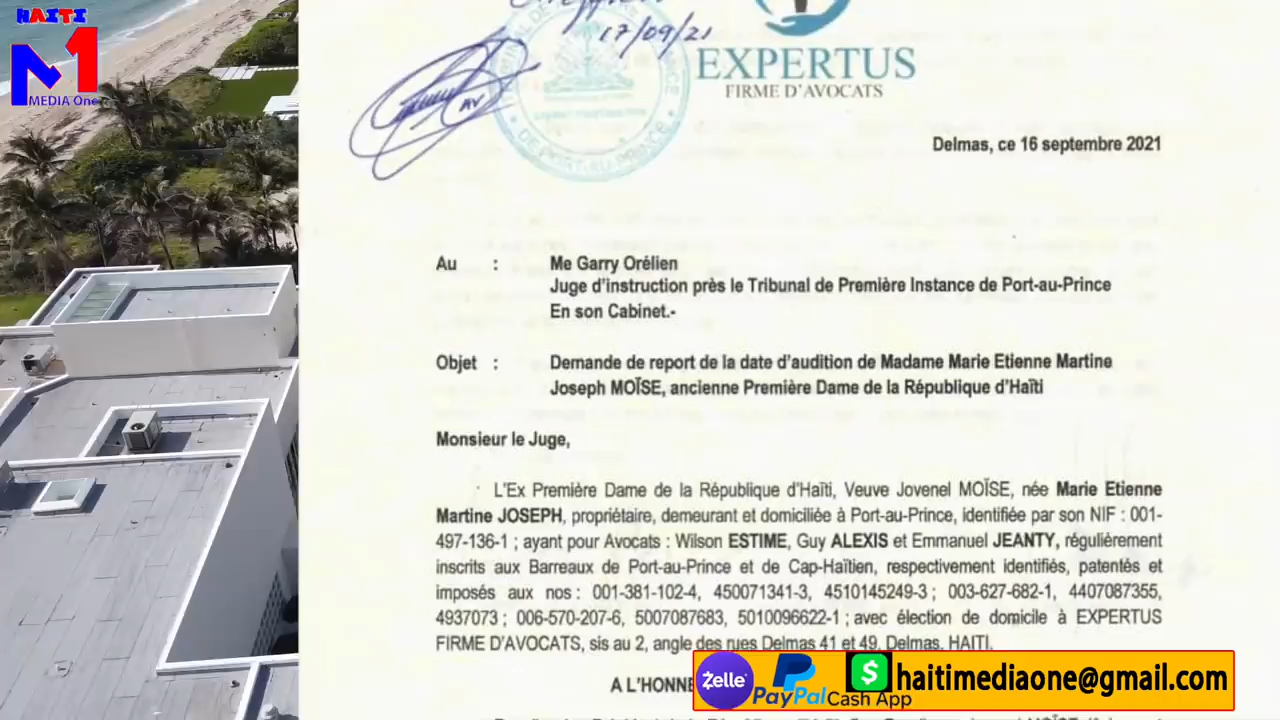 HAITI
M1
MEDIA One
17/09/21
DE PORT-AU-PRINCE
EXPERTUS
FIRME D'AVOCATS
Delmas, ce 16 septembre 2021
Au : Me Garry Orélien
Juge d'instruction près le Tribunal de Première Instance de Port-au-Prince
En son Cabinet.-
Objet : Demande de report de la date d'audition de Madame Marie Etienne Martine
Joseph MOÏSE, ancienne Première Dame de la République d'Haïti
Monsieur le Juge,
L'Ex Première Dame de la République d'Haïti, Veuve Jovenel MOÏSE, née Marie Etienne
Martine JOSEPH, propriétaire, demeurant et domiciliée à Port-au-Prince, identifiée par son NIF : 001-
497-136-1 ; ayant pour Avocats : Wilson ESTIME, Guy ALEXIS et Emmanuel JEANTY, régulièrement
inscrits aux Barreaux de Port-au-Prince et de Cap-Haïtien, respectivement identifiés, patentés et
imposés aux nos : 001-381-102-4, 450071341-3, 4510145249-3 ; 003-627-682-1, 4407087355,
4937073 ; 006-570-207-6, 5007087683, 5010096622-1 ; avec élection de domicile à EXPERTUS
FIRME D'AVOCATS, sis au 2, angle des rues Delmas 41 et 49, Delmas, HAITI.
A L'HONNE
Zelle
PayPal
$
Cash App
haitimediaone@gmail.com